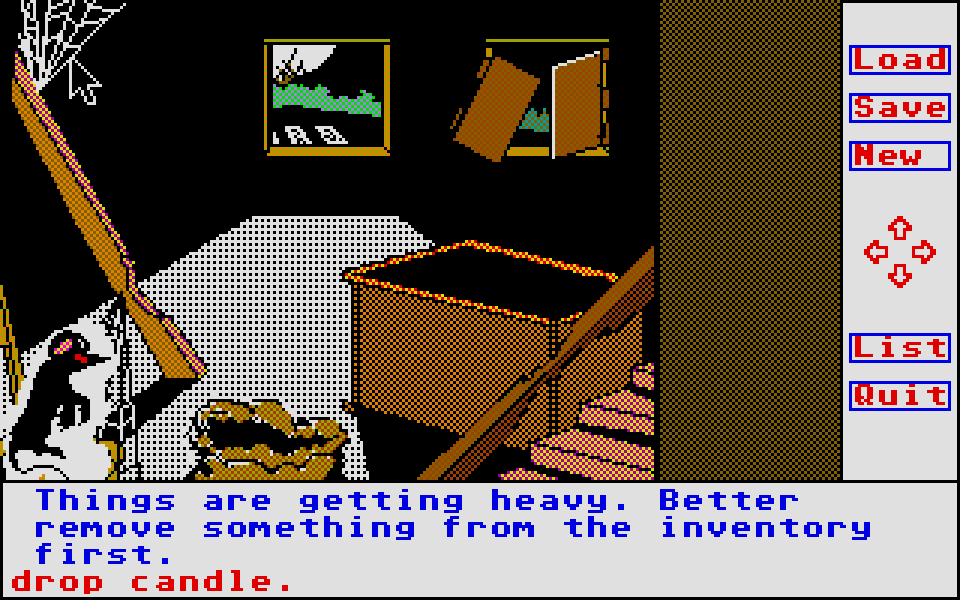 Load
Save
New
List
Quit
Things are getting heavy. Better
remove something from the inventory
first.
drop candle.